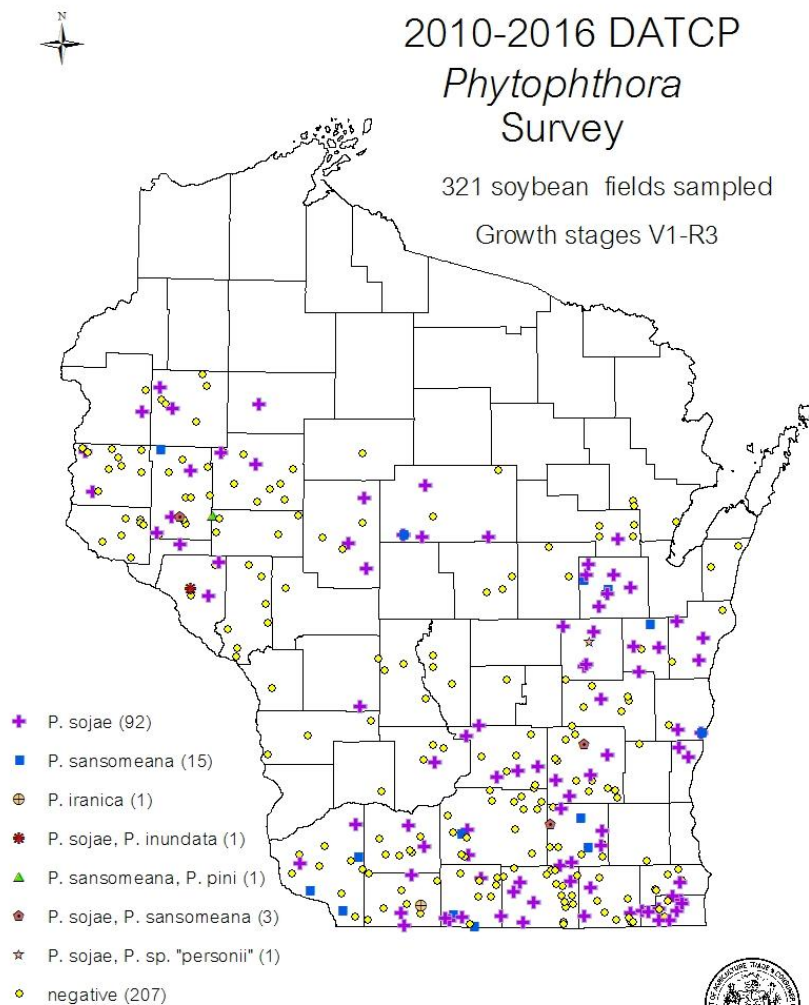 N
2010-2016 DATCP
Phytophthora
Survey
321 soybean fields sampled
Growth stages V1-R3
P. sojae (92)
P. sansomeana (15)
P. iranica (1)
P. sojae, P. inundata (1)
P. sansomeana, P. pini (1)
P. sojae, P. sansomeana (3)
P. sojae, P. sp. "personii" (1)
negative (207)